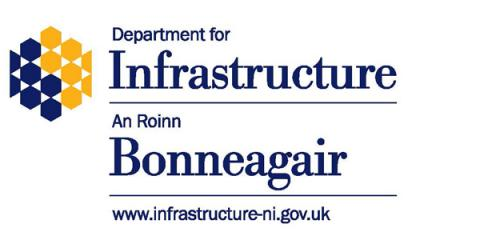 Department for
Infrastructure
An Roinn
Bonneagair
www.infrastructure-ni.gov.uk